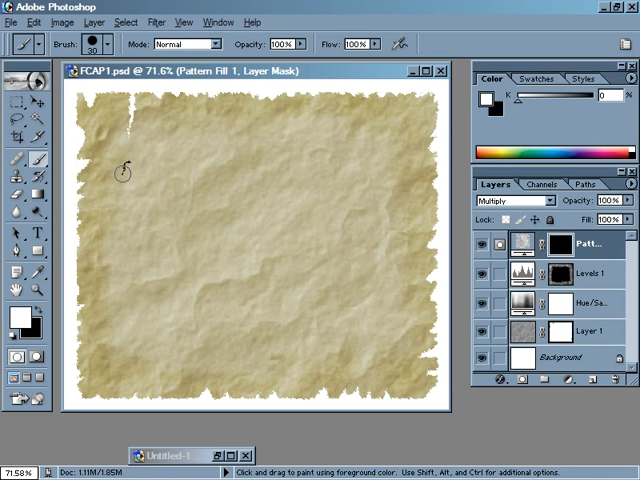 Adobe Photoshop
File Edit Image Layer Select Filter View Window Help
Brush: 30 Mode: Normal Opacity: 100% Flow: 100%
FCAP1.psd @ 71.6% (Pattern Fill 1, Layer Mask)
Color Swatches Styles
K 0 %
Layers Channels Paths
Multiply Opacity: 100%
Lock: Fill: 100%
Patt...
Levels 1
Hue/Sa...
Layer 1
Background
T
Untitled-1
71.58% Doc: 1.11M/1.85M Click and drag to paint using foreground color. Use Shift, Alt, and Ctrl for additional options.